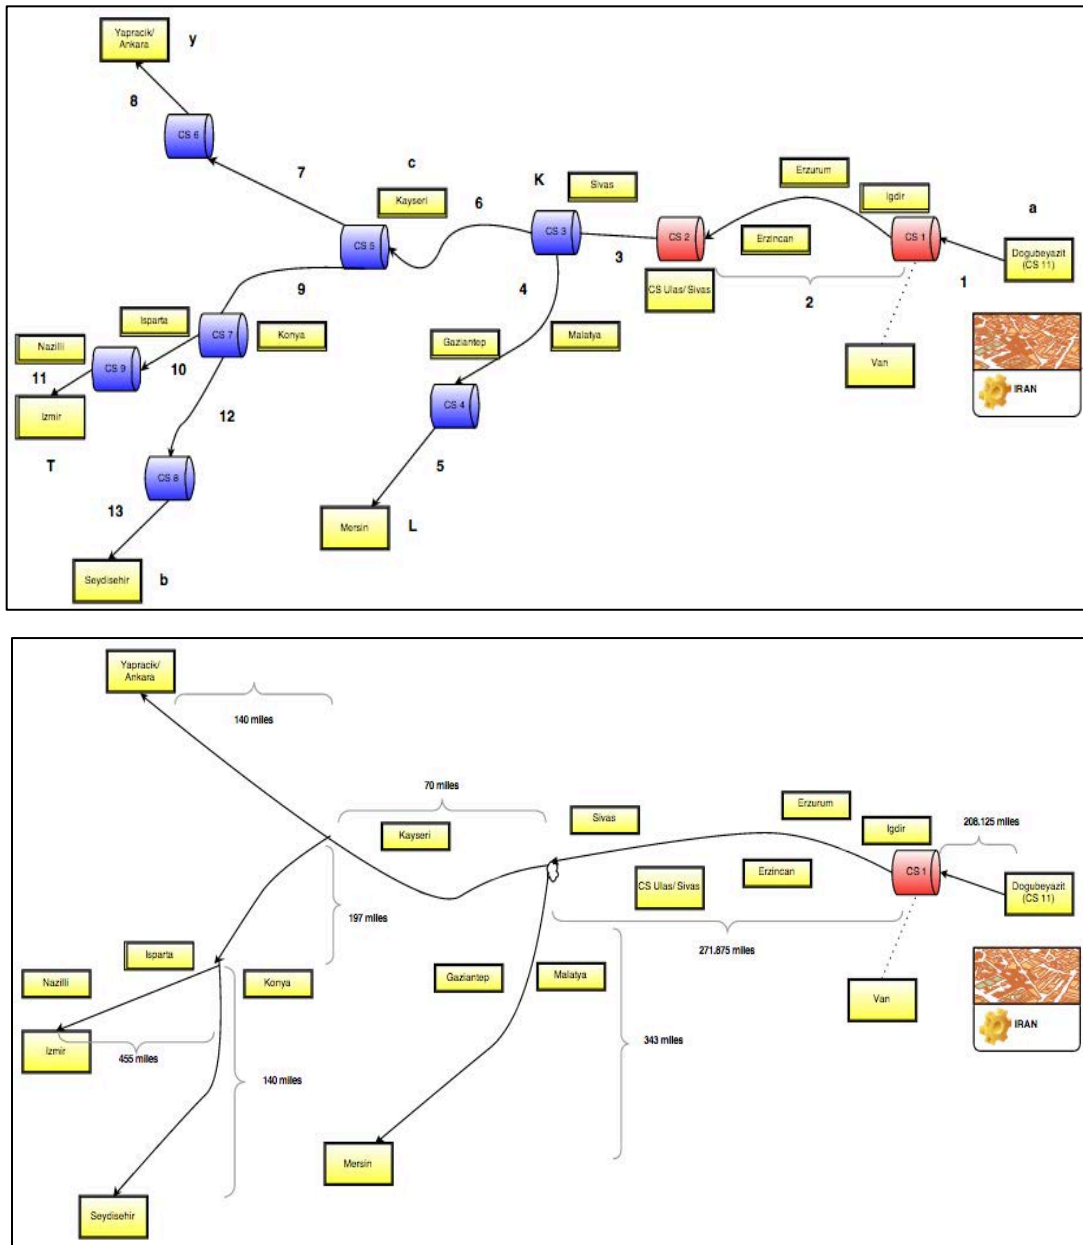 Yapracik/
Ankara
y
8
CS 6
7
c
Kayseri
6
K
Sivas
Erzurum
Igdir
a
CS 5
CS 3
CS 2
Erzincan
CS 1
Dogubeyazit
(CS 11)
3
1
9
4
CS Ulas/ Sivas
2
Isparta
CS 7
Konya
Gaziantep
Malatya
Nazilli
CS 9
10
11
Van
Izmir
12
CS 4
IRAN
T
CS 8
5
13
Mersin
L
Seydisehir
b
Yapracik/
Ankara
140 miles
70 miles
Kayseri
Sivas
Erzurum
Igdir
208.125 miles
CS 1
Erzincan
CS Ulas/ Sivas
Dogubeyazit
(CS 11)
197 miles
271.875 miles
Isparta
Nazilli
Konya
Gaziantep
Malatya
Van
IRAN
Izmir
455 miles
343 miles
140 miles
Mersin
Seydisehir